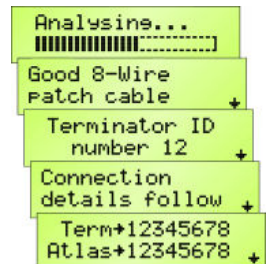 Analysing...
Good 8-Wire
patch cable
Terminator ID
number 12
Connection
details follow
Term→12345678
Atlas→12345678